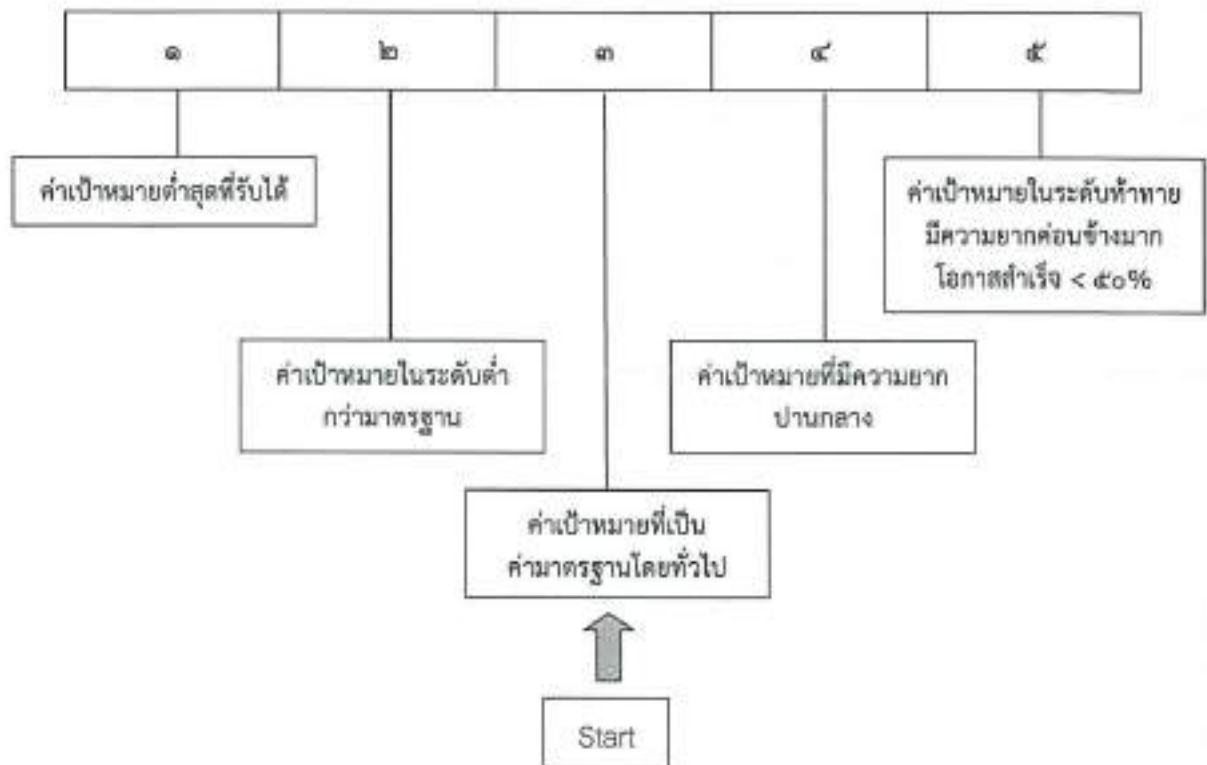 ๑ ๒ ๓ ๔ ๕
ค่าเป้าหมายต่ำสุดที่รับได้
ค่าเป้าหมายในระดับท้าทาย
มีความยากค่อนข้างมาก
โอกาสสำเร็จ < ๕๐%
ค่าเป้าหมายในระดับต่ำ
กว่ามาตรฐาน
ค่าเป้าหมายที่มีความยาก
ปานกลาง
ค่าเป้าหมายที่เป็น
ค่ามาตรฐานโดยทั่วไป
Start